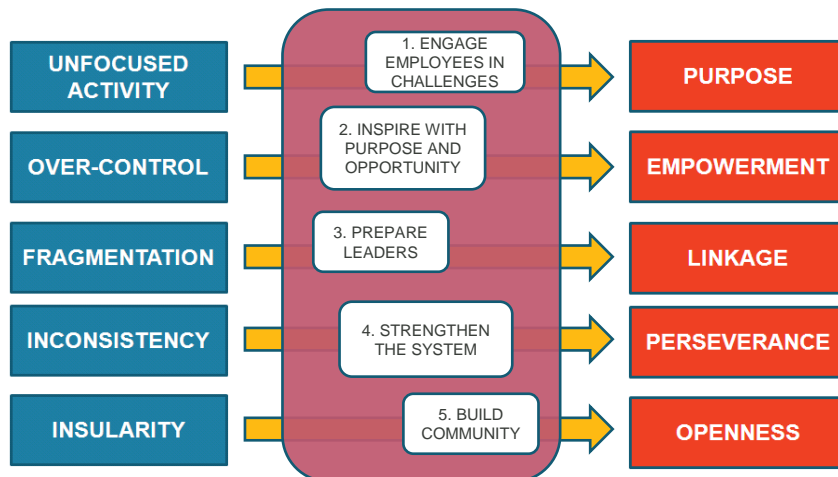 UNFOCUSED
ACTIVITY
1. ENGAGE
EMPLOYEES IN
CHALLENGES
PURPOSE
OVER-CONTROL
2. INSPIRE WITH
PURPOSE AND
OPPORTUNITY
EMPOWERMENT
FRAGMENTATION
3. PREPARE
LEADERS
LINKAGE
INCONSISTENCY
4. STRENGTHEN
THE SYSTEM
PERSEVERANCE
INSULARITY
5. BUILD
COMMUNITY
OPENNESS